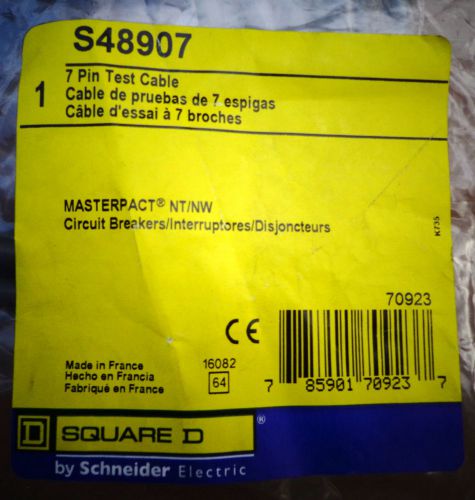 S48907
1
7 Pin Test Cable
Cable de pruebas de 7 espigas
Câble d'essai à 7 broches
MASTERPACT® NT/NW
Circuit Breakers/Interruptores/Disjoncteurs
K735
70923
CE
Made in France
Hecho en Francia
Fabriqué en France
16082
64
7 85901 70923 7
D SQUARE D ®
by Schneider Electric